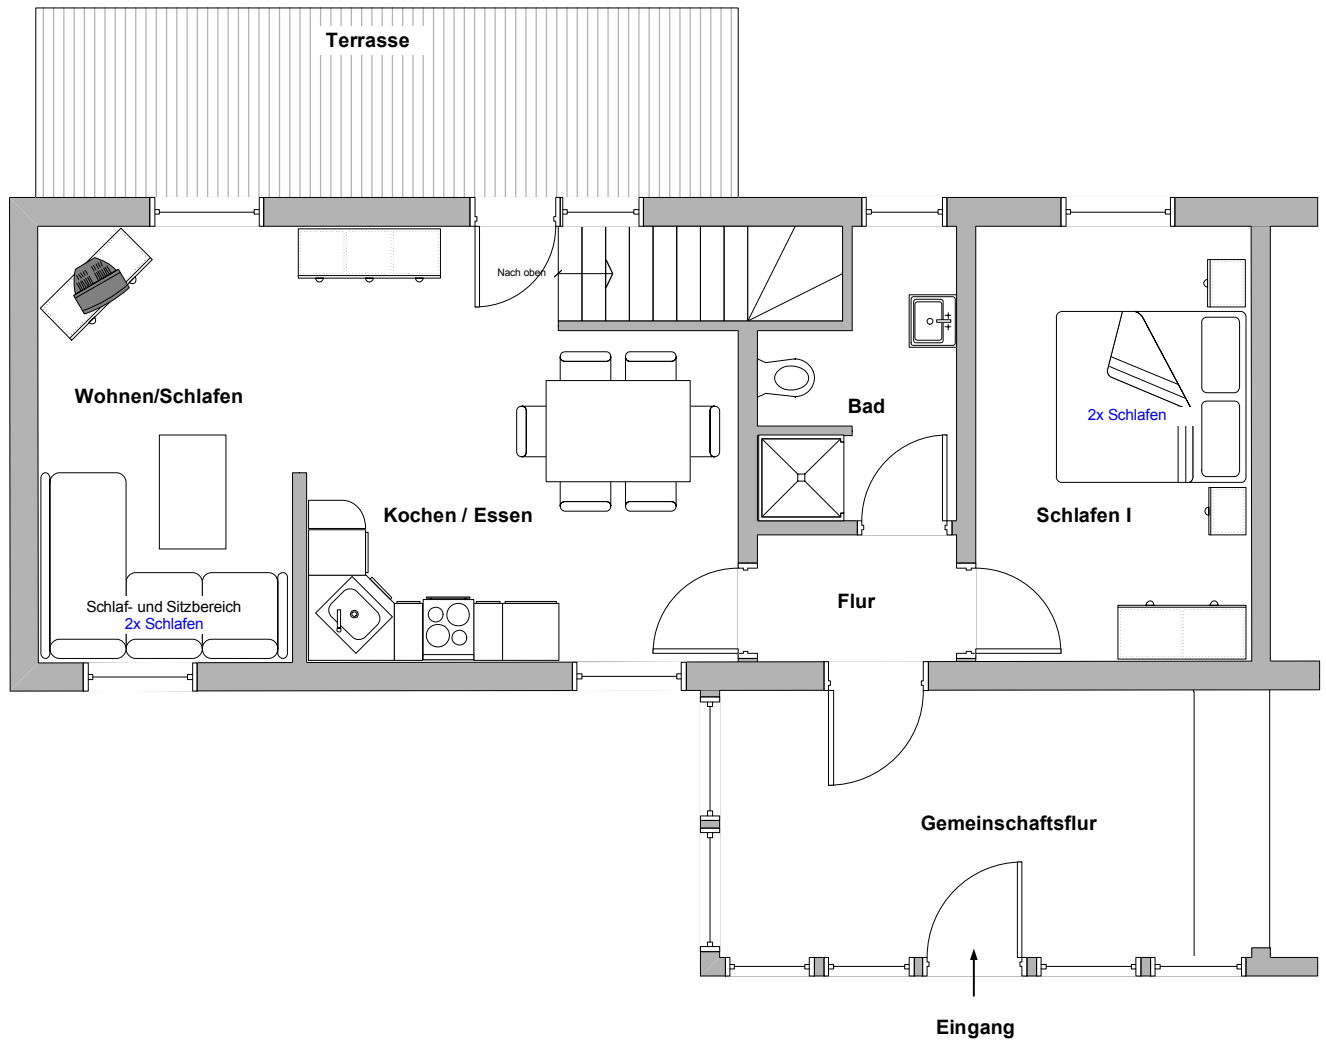 Terrasse
Nach oben
Wohnen/Schlafen
Bad
2x Schlafen
Kochen / Essen
Schlafen I
Flur
Schlaf- und Sitzbereich
2x Schlafen
Gemeinschaftsflur
Eingang